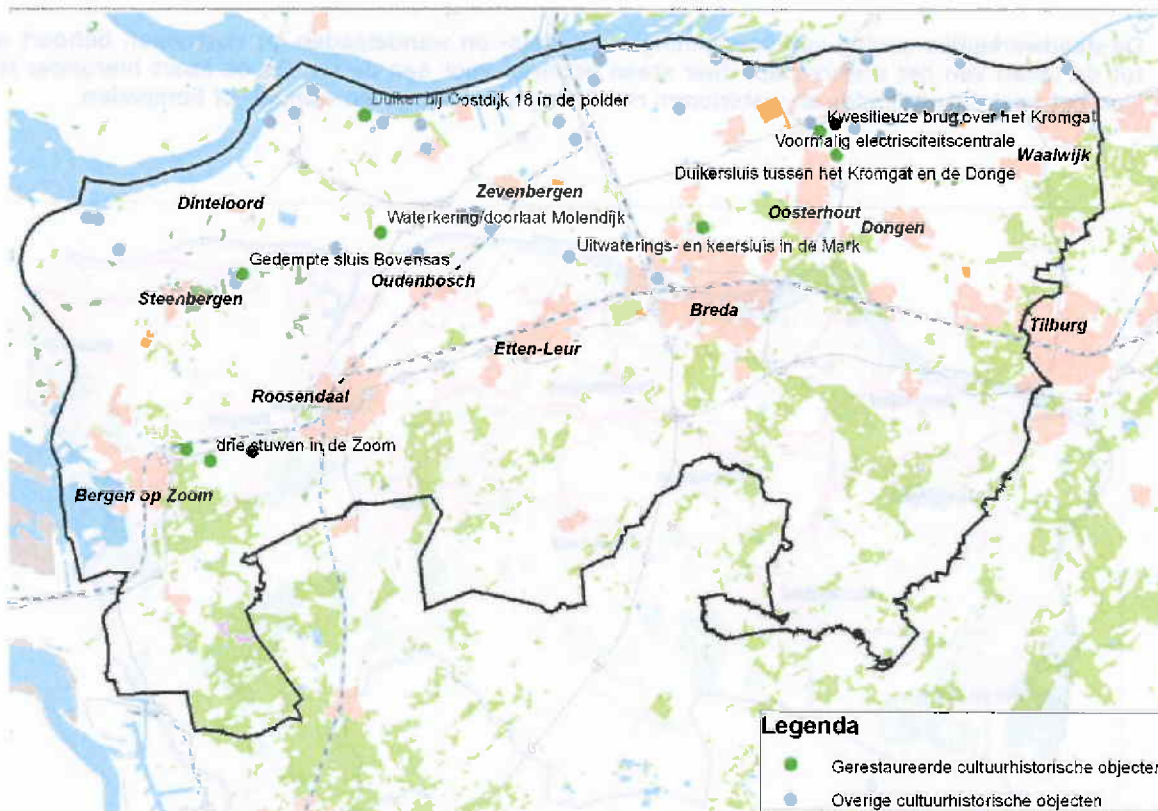 Duiker bij Oostdijk 18 in de polder
Kwesitieuze brug over het Kromgat
Voormalig electrisciteitscentrale
Waalwijk
Duikersluis tussen het Kromgat en de Donge
Zevenbergen
Dinteloord
Waterkering/doorlaat Molendijk
Oosterhout
Dongen
Uitwaterings- en keersluis in de Mark
Gedempte sluis Bovensas
Oudenbosch
Steenbergen
Breda
Tilburg
Etten-Leur
Roosendaal
drie stuwen in de Zoom
Bergen op Zoom
Legenda
Gerestaureerde cultuurhistorische objecten
Overige cultuurhistorische objecten